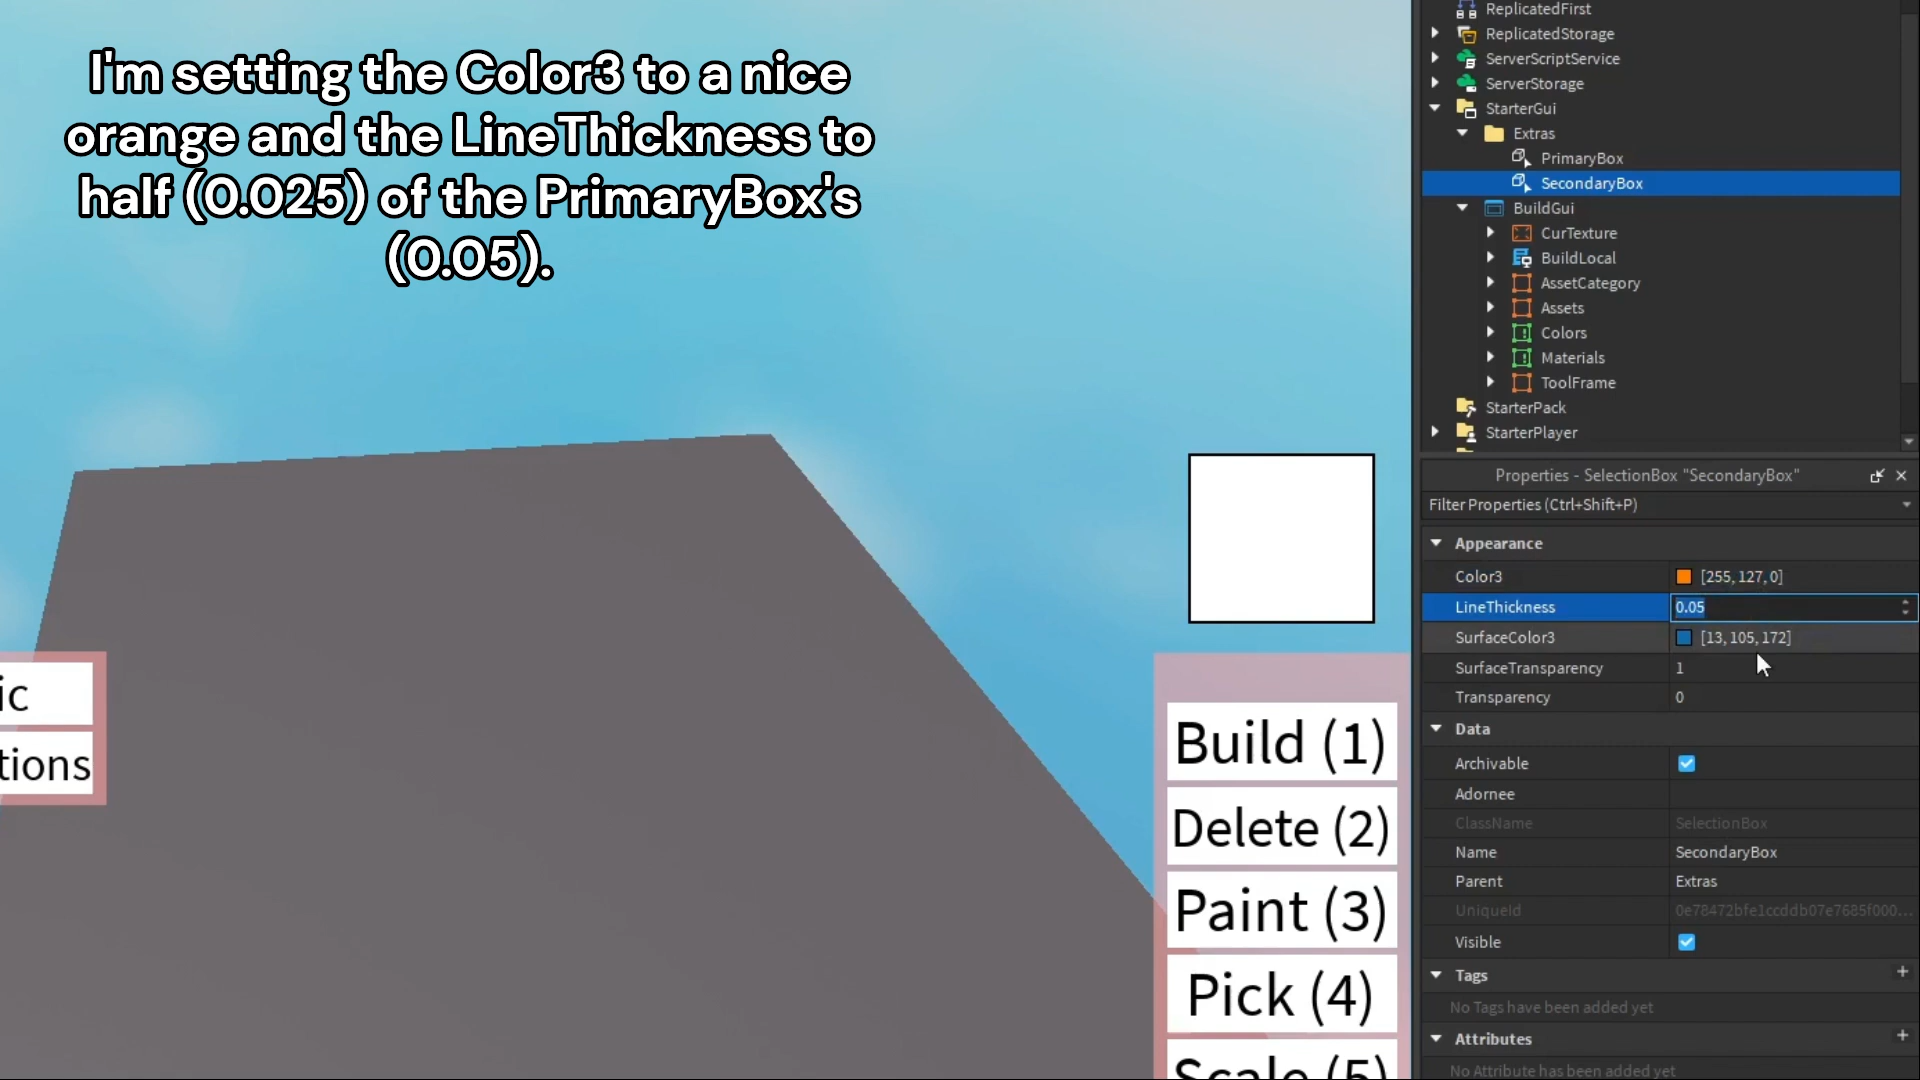 I'm setting the Color3 to a nice
orange and the LineThickness to
half (0.025) of the PrimaryBox's
(0.05).
ic
tions
Build (1)
Delete (2)
Paint (3)
Pick (4)
Scale (5)
ReplicatedFirst
ReplicatedStorage
ServerScriptService
ServerStorage
StarterGui
Extras
PrimaryBox
SecondaryBox
BuildGui
CurTexture
BuildLocal
AssetCategory
Assets
Colors
Materials
ToolFrame
StarterPack
StarterPlayer
Properties - SelectionBox "SecondaryBox"
Filter Properties (Ctrl+Shift+P)
Appearance
Color3 [255, 127, 0]
LineThickness 0.05
SurfaceColor3 [13, 105, 172]
SurfaceTransparency 1
Transparency 0
Data
Archivable
Adornee
ClassName SelectionBox
Name SecondaryBox
Parent Extras
UniqueId 0e78472bfe1ccddb07e7685f000...
Visible
Tags
No Tags have been added yet
Attributes
No Attribute has been added yet